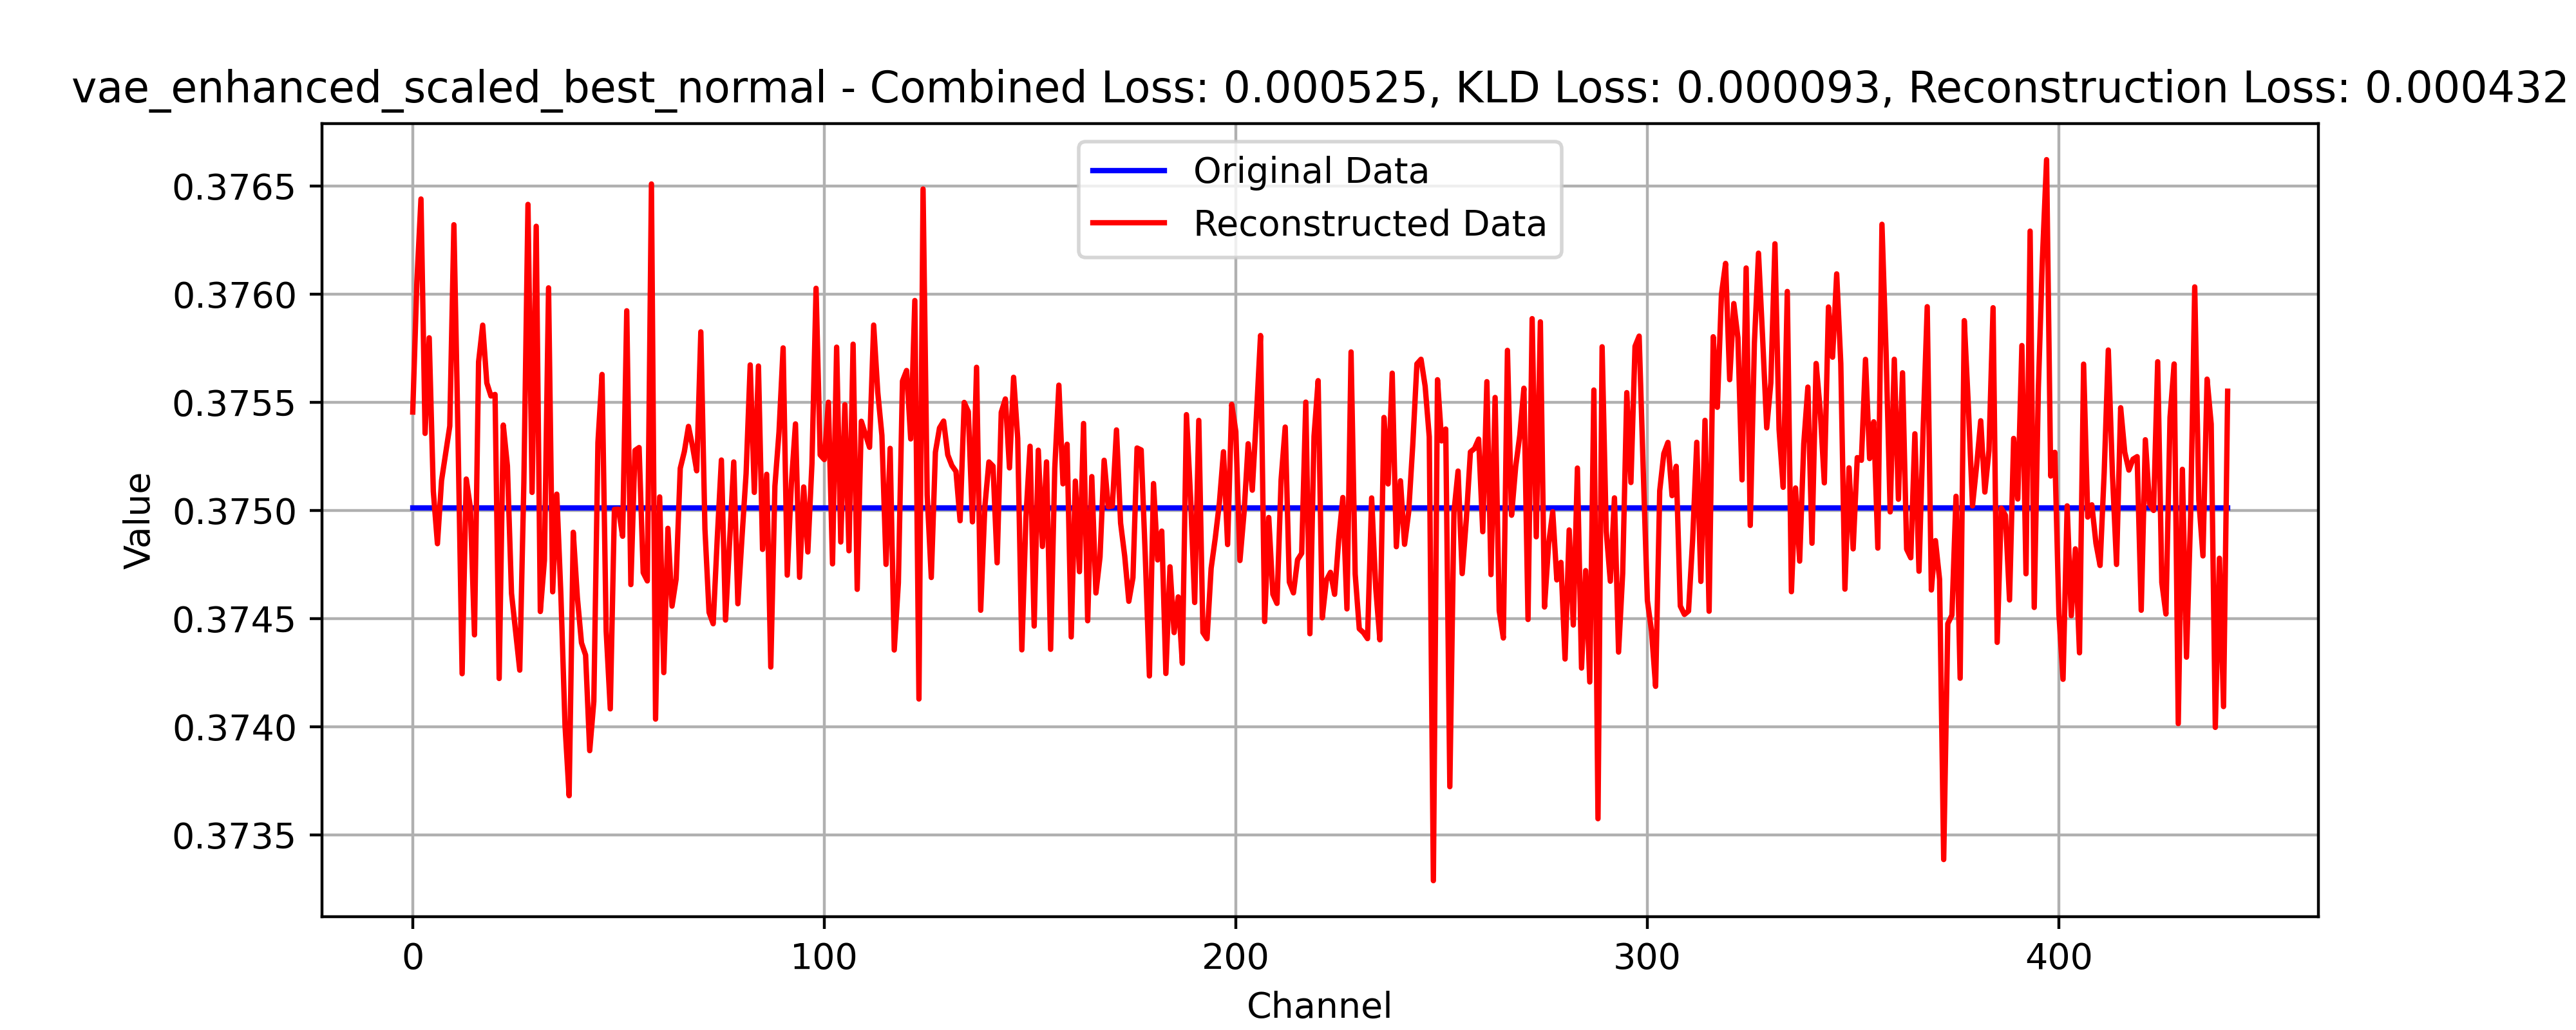 vae_enhanced_scaled_best_normal - Combined Loss: 0.000525, KLD Loss: 0.000093, Reconstruction Loss: 0.000432
Original Data
Reconstructed Data
0.3765
0.3760
0.3755
0.3750
0.3745
0.3740
0.3735
Value
0
100
200
300
400
Channel